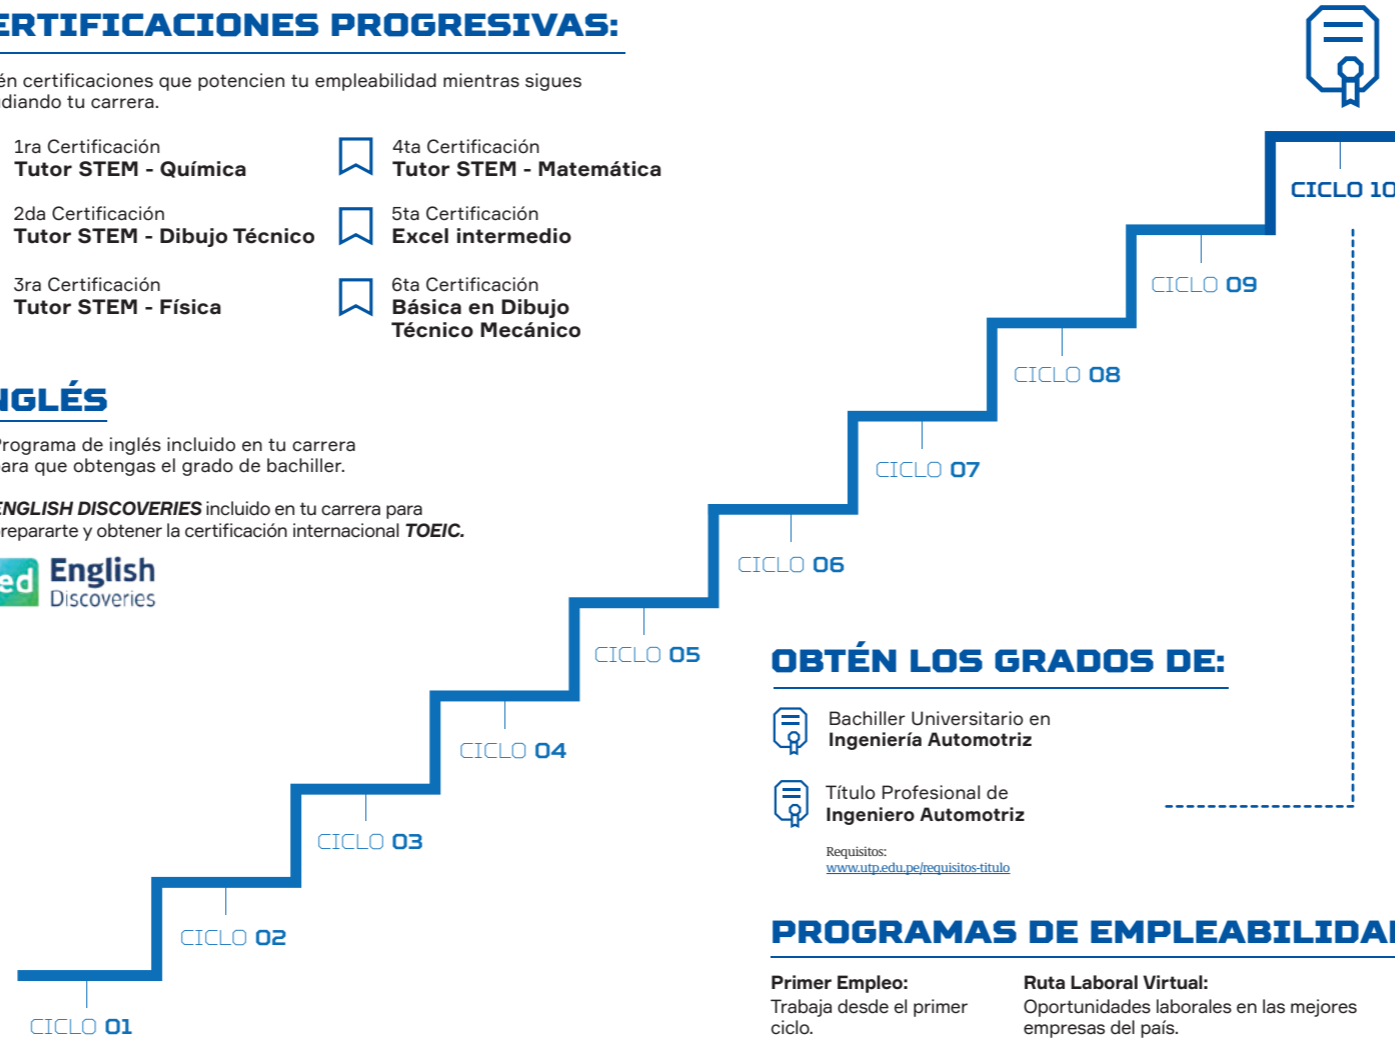 ERTIFICACIONES PROGRESIVAS:
én certificaciones que potencien tu empleabilidad mientras sigues
diando tu carrera.
1ra Certificación
Tutor STEM - Química
2da Certificación
Tutor STEM - Dibujo Técnico
3ra Certificación
Tutor STEM - Física
4ta Certificación
Tutor STEM - Matemática
5ta Certificación
Excel intermedio
6ta Certificación
Básica en Dibujo
Técnico Mecánico
NGLÉS
Programa de inglés incluido en tu carrera
para que obtengas el grado de bachiller.
ENGLISH DISCOVERIES incluido en tu carrera para
prepararte y obtener la certificación internacional TOEIC.
ed English
Discoveries
CICLO 10
CICLO 09
CICLO 08
CICLO 07
CICLO 06
CICLO 05
CICLO 04
CICLO 03
CICLO 02
CICLO 01
OBTÉN LOS GRADOS DE:
Bachiller Universitario en
Ingeniería Automotriz
Título Profesional de
Ingeniero Automotriz
Requisitos:
www.utp.edu.pe/requisitos-titulo
PROGRAMAS DE EMPLEABILIDAD
Primer Empleo:
Trabaja desde el primer
ciclo.
Ruta Laboral Virtual:
Oportunidades laborales en las mejores
empresas del país.